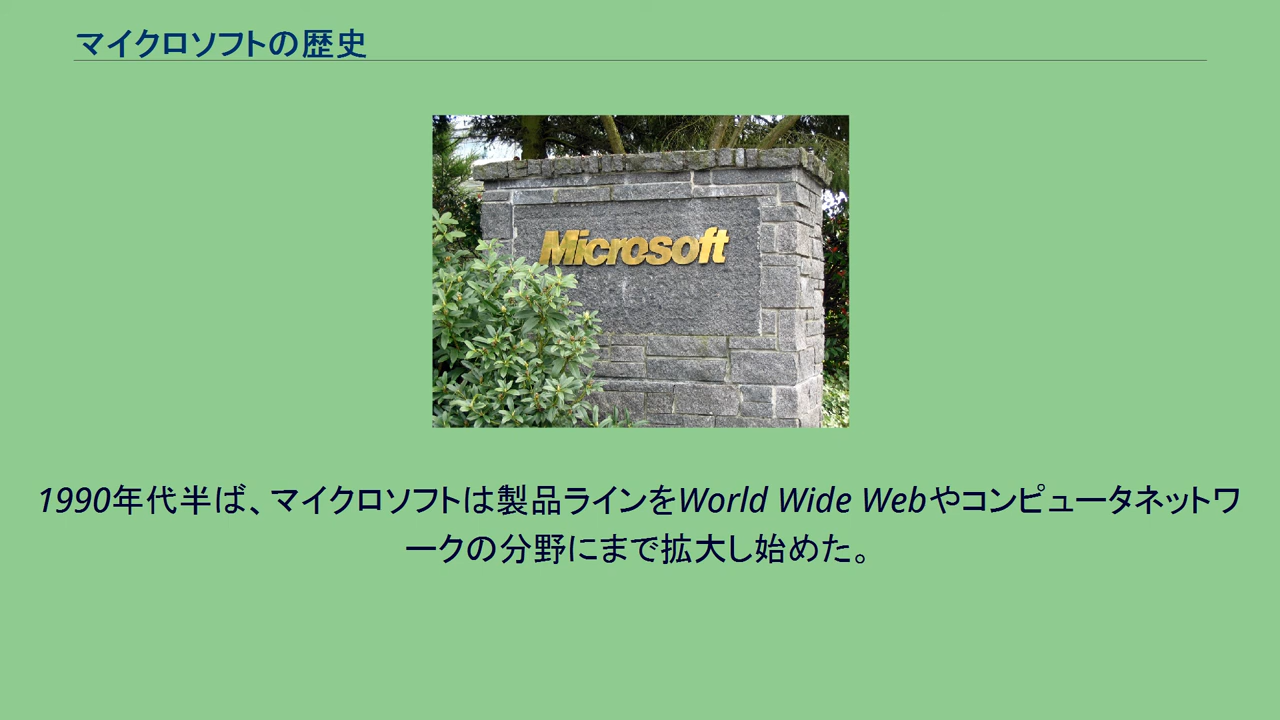 マイクロソフトの歴史
Microsoft
1990年代半ば、マイクロソフトは製品ラインをWorld Wide Webやコンピュータネットワ
ークの分野にまで拡大し始めた。